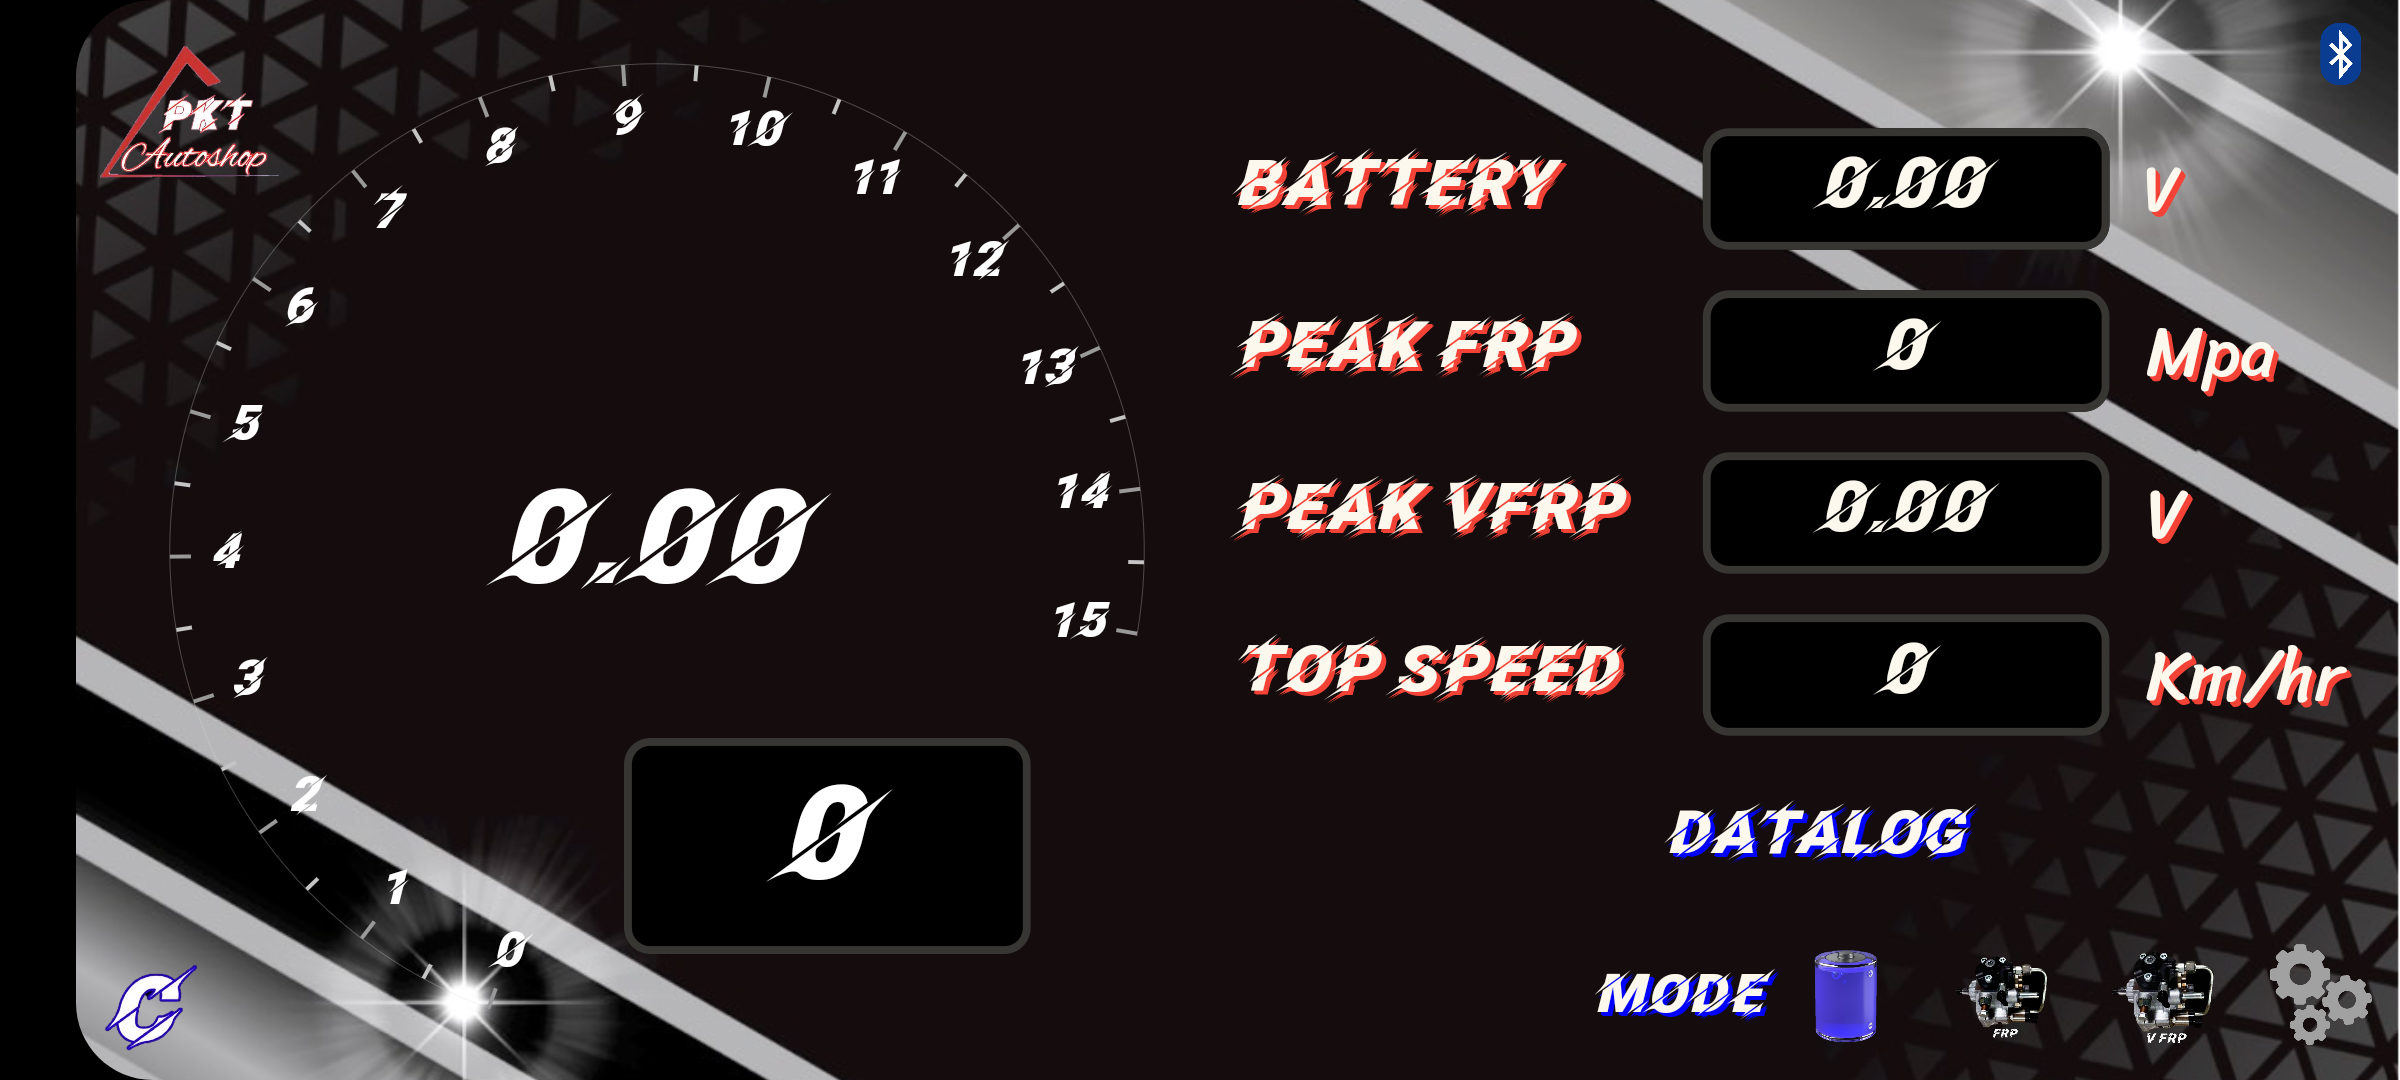 PKT
Autoshop
0
1
2
3
4
5
6
7
8
9
10
11
12
13
14
15
0.00
0
BATTERY 0.00 V
PEAK FRP 0 Mpa
PEAK VFRP 0.00 V
TOP SPEED 0 Km/hr
DATALOG
C
MODE
FRP
V FRP